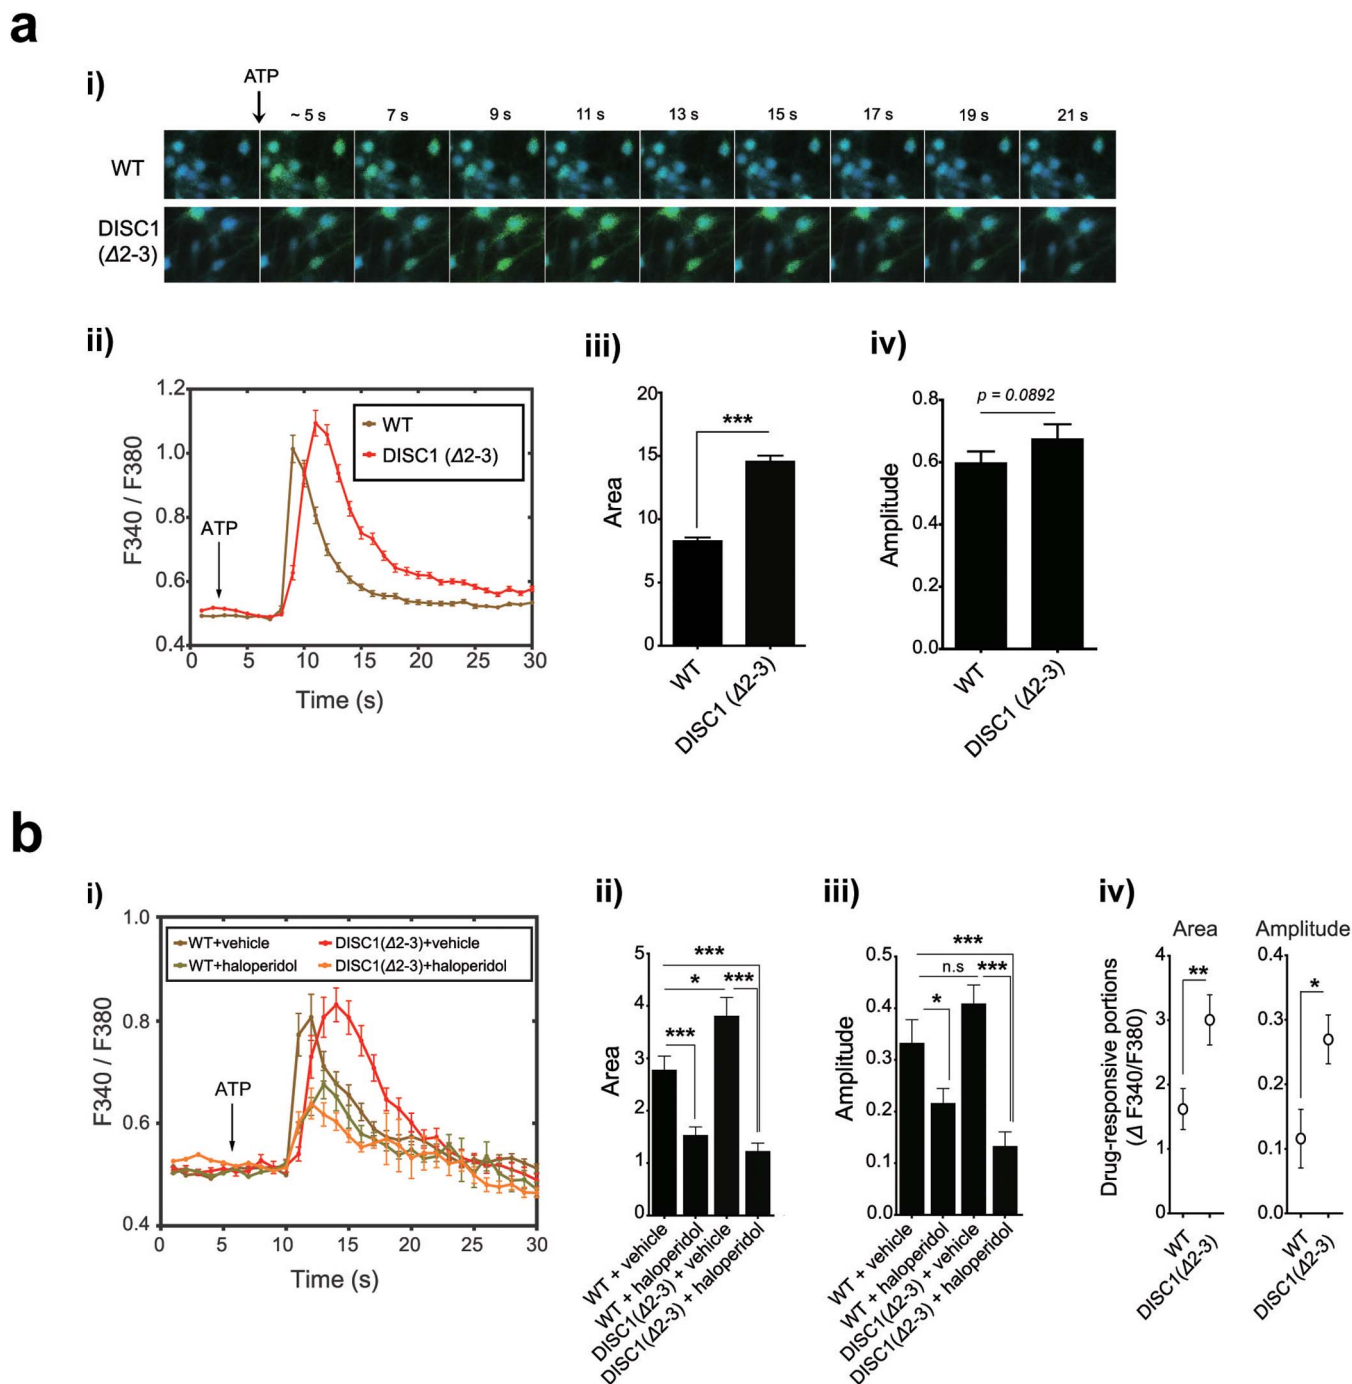 a
i)
ATP
~ 5 s 7 s 9 s 11 s 13 s 15 s 17 s 19 s 21 s
WT
DISC1
(Δ2-3)
ii)
1.2
1.0
0.8
0.6
0.4
F340 / F380
WT
DISC1 (Δ2-3)
ATP
0 5 10 15 20 25 30
Time (s)
iii)
20
15
10
5
0
Area
***
WT
DISC1 (Δ2-3)
iv)
0.8
0.6
0.4
0.2
0.0
Amplitude
p = 0.0892
WT
DISC1 (Δ2-3)
b
i)
1.0
0.8
0.6
0.4
F340 / F380
WT+vehicle DISC1(Δ2-3)+vehicle
WT+haloperidol DISC1(Δ2-3)+haloperidol
ATP
0 5 10 15 20 25 30
Time (s)
ii)
5
4
3
2
1
0
Area
***
* ***
***
WT + vehicle
WT + haloperidol
DISC1(Δ2-3) + vehicle
DISC1(Δ2-3) + haloperidol
iii)
0.5
0.4
0.3
0.2
0.1
0.0
Amplitude
***
n.s ***
*
WT + vehicle
WT + haloperidol
DISC1(Δ2-3) + vehicle
DISC1(Δ2-3) + haloperidol
iv)
Area Amplitude
Drug-responsive portions
(Δ F340/F380)
4
3
2
1
0
**
WT
DISC1(Δ2-3)
0.4
0.3
0.2
0.1
0.0
*
WT
DISC1(Δ2-3)